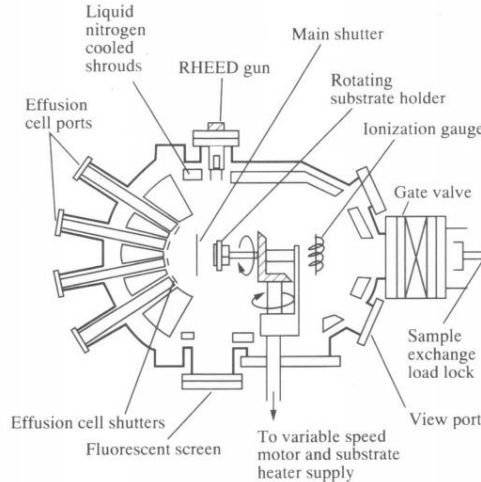 Liquid
nitrogen
cooled
shrouds
Main shutter
RHEED gun
Rotating
substrate holder
Effusion
cell ports
Ionization gauge
Gate valve
Sample
exchange
load lock
Effusion cell shutters
View port
Fluorescent screen
To variable speed
motor and substrate
heater supply